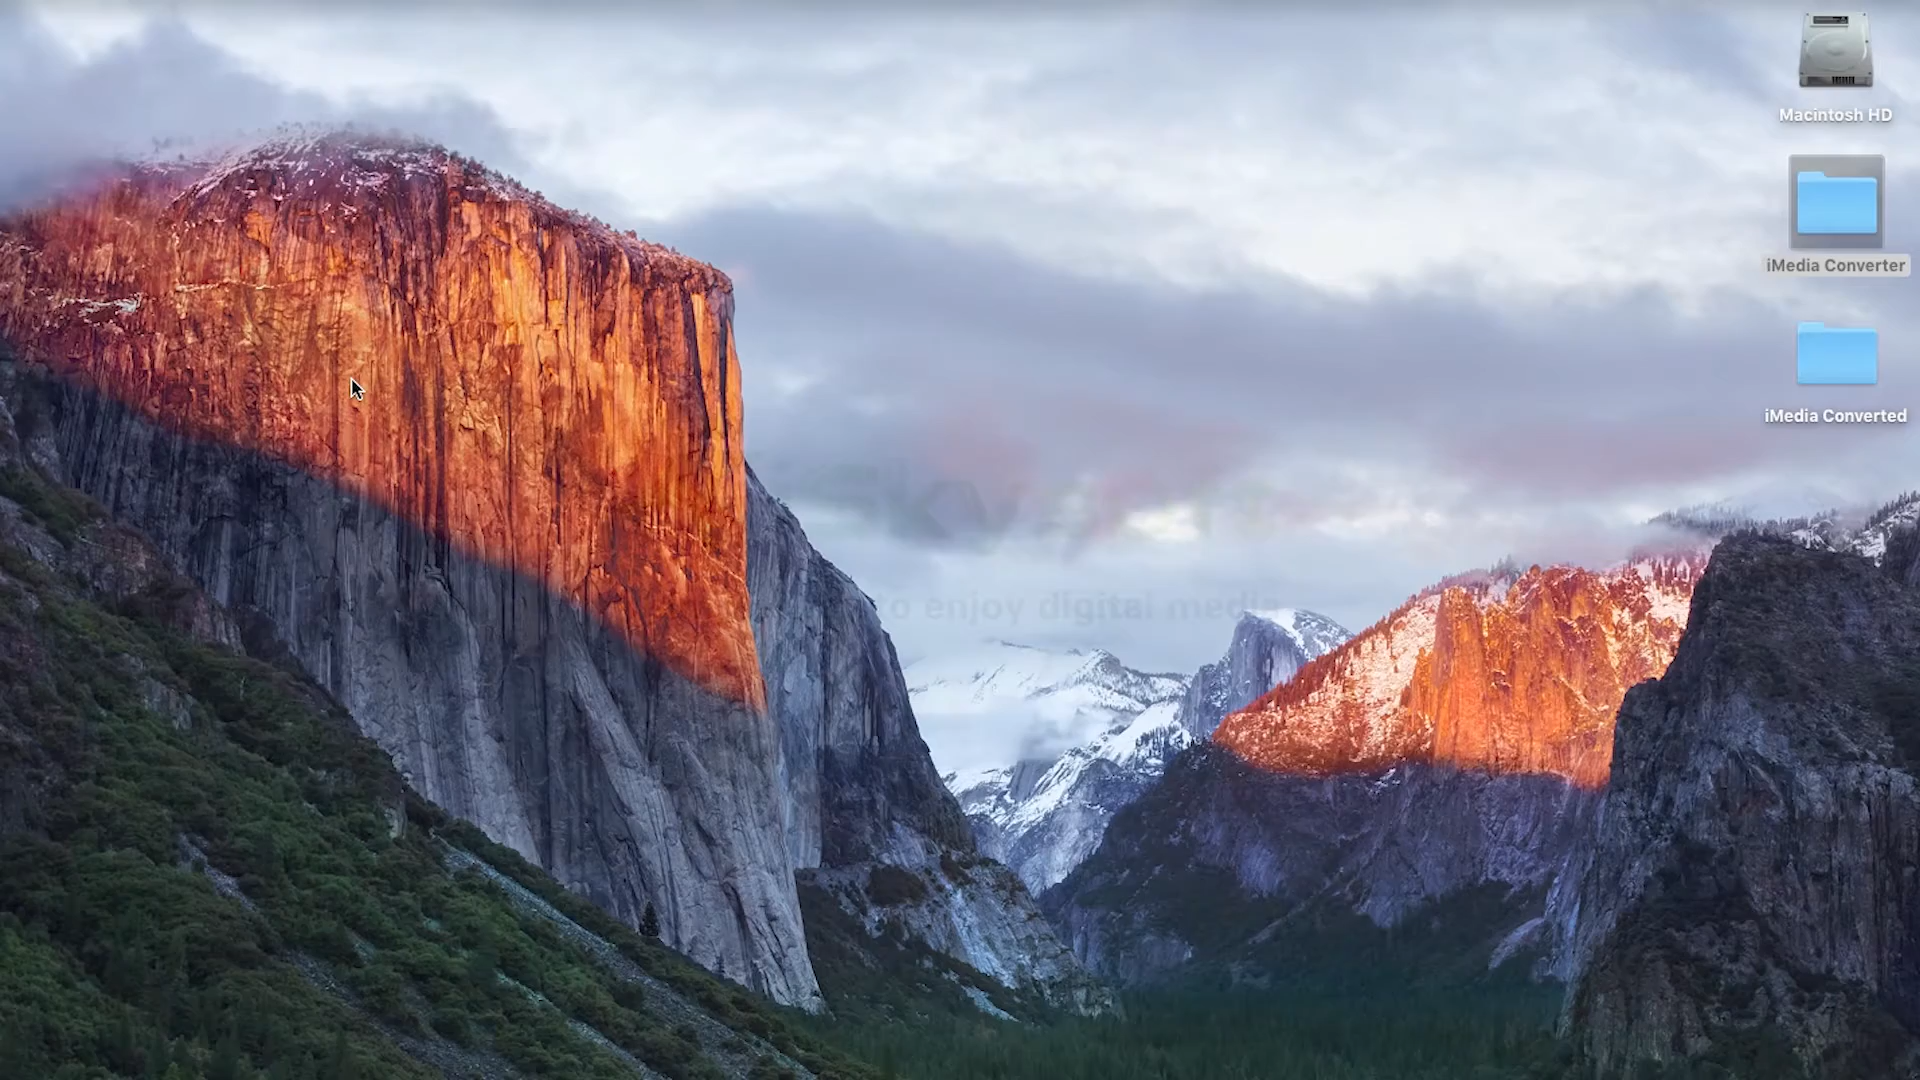 Macintosh HD
iMedia Converter
iMedia Converted
to enjoy digital media